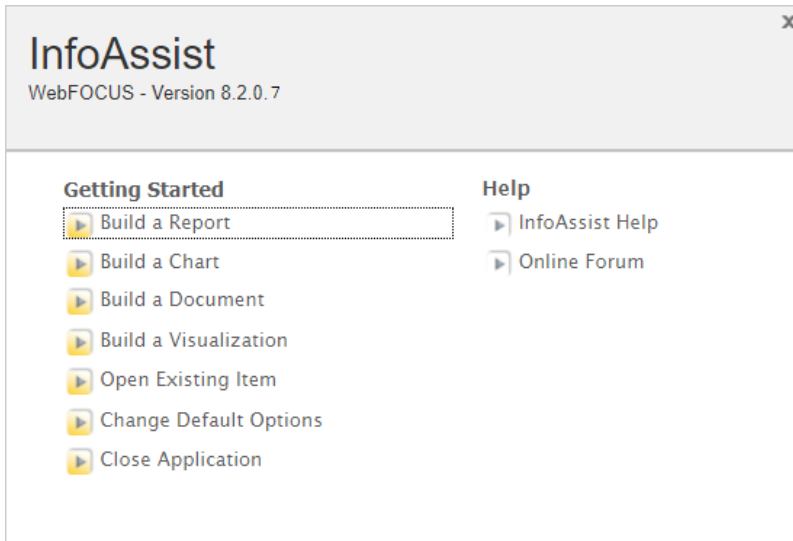 InfoAssist
WebFOCUS - Version 8.2.0.7
Getting Started
Build a Report
Build a Chart
Build a Document
Build a Visualization
Open Existing Item
Change Default Options
Close Application
Help
InfoAssist Help
Online Forum